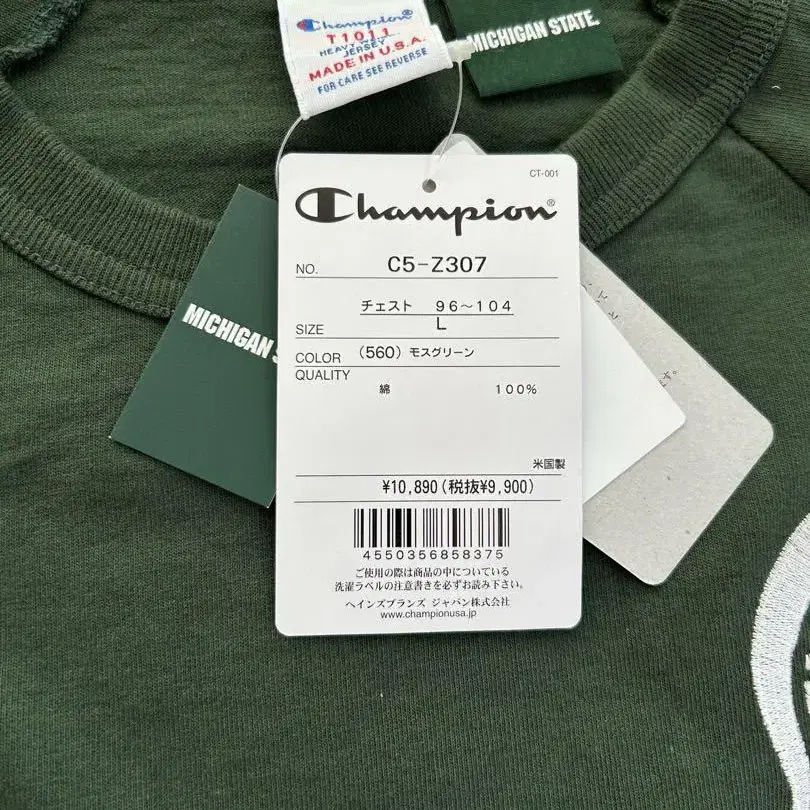 Champion®
T1011
HEAVY WEIGHT
JERSEY
MADE IN U.S.A.
FOR CARE SEE REVERSE
MICHIGAN STATE.
CT-001
Champion®
NO. C5-Z307
チェスト 96～104
SIZE L
COLOR (560) モスグリーン
QUALITY
綿 100%
米国製
¥10,890(税抜¥9,900)
4550356858375
ご使用の際は商品の中についている
洗濯ラベルの注意書きを必ずお読み下さい。
ヘインズブランズ ジャパン株式会社
www.championusa.jp
MICHIGAN S